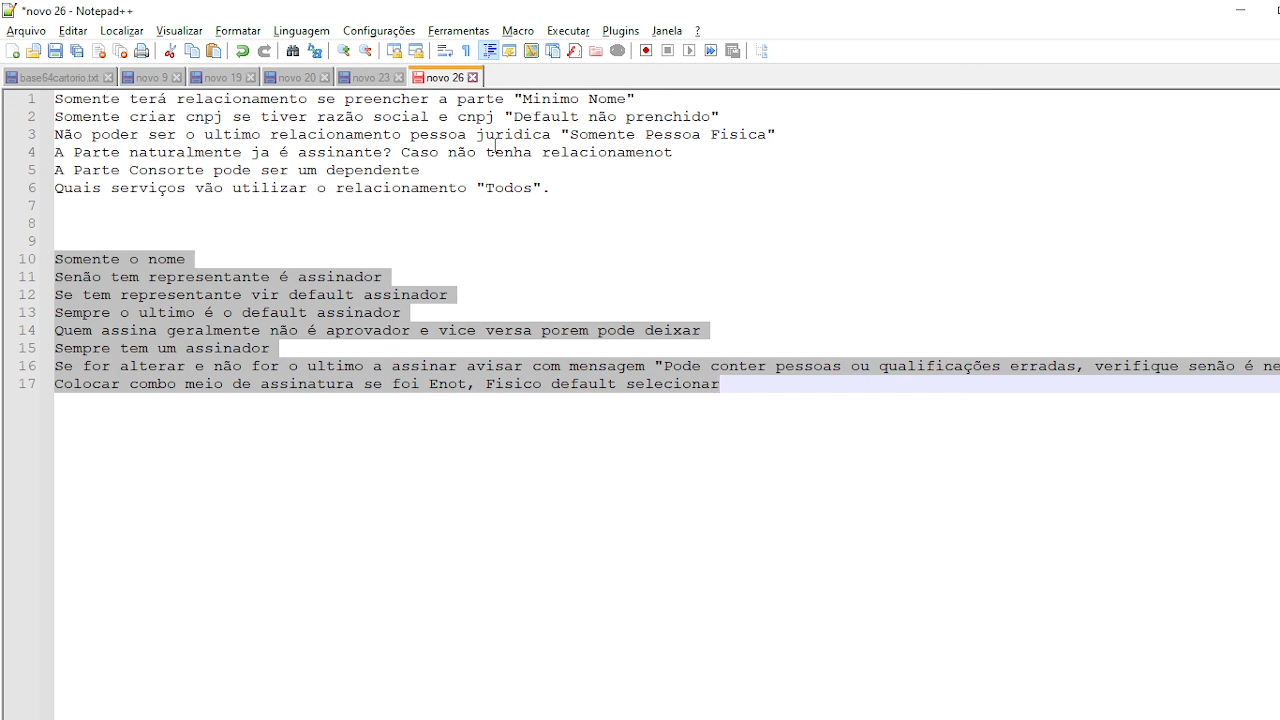 *novo 26 - Notepad++
Arquivo Editar Localizar Visualizar Formatar Linguagem Configurações Ferramentas Macro Executar Plugins Janela ?
base64cartorio.txt novo 9 novo 19 novo 20 novo 23 novo 26
1 Somente terá relacionamento se preencher a parte "Minimo Nome"
2 Somente criar cnpj se tiver razão social e cnpj "Default não prenchido"
3 Não poder ser o ultimo relacionamento pessoa juridica "Somente Pessoa Fisica"
4 A Parte naturalmente ja é assinante? Caso não tenha relacionamenot
5 A Parte Consorte pode ser um dependente
6 Quais serviços vão utilizar o relacionamento "Todos".
7
8
9
10 Somente o nome
11 Senão tem representante é assinador
12 Se tem representante vir default assinador
13 Sempre o ultimo é o default assinador
14 Quem assina geralmente não é aprovador e vice versa porem pode deixar
15 Sempre tem um assinador
16 Se for alterar e não for o ultimo a assinar avisar com mensagem "Pode conter pessoas ou qualificações erradas, verifique senão é ne
17 Colocar combo meio de assinatura se foi Enot, Fisico default selecionar